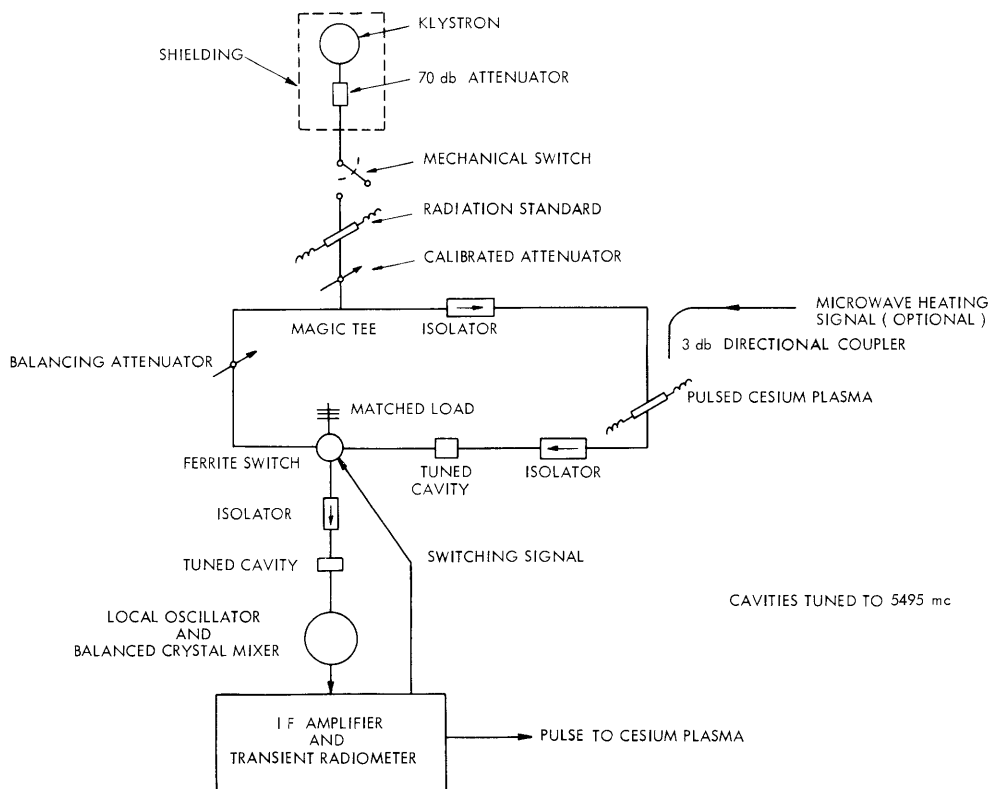 KLYSTRON
SHIELDING
70 db ATTENUATOR
MECHANICAL SWITCH
RADIATION STANDARD
CALIBRATED ATTENUATOR
MAGIC TEE
ISOLATOR
MICROWAVE HEATING
SIGNAL ( OPTIONAL )
3 db DIRECTIONAL COUPLER
BALANCING ATTENUATOR
PULSED CESIUM PLASMA
MATCHED LOAD
FERRITE SWITCH
TUNED
CAVITY
ISOLATOR
ISOLATOR
SWITCHING SIGNAL
TUNED CAVITY
CAVITIES TUNED TO 5495 mc
LOCAL OSCILLATOR
AND
BALANCED CRYSTAL MIXER
I F AMPLIFIER
AND
TRANSIENT RADIOMETER
PULSE TO CESIUM PLASMA